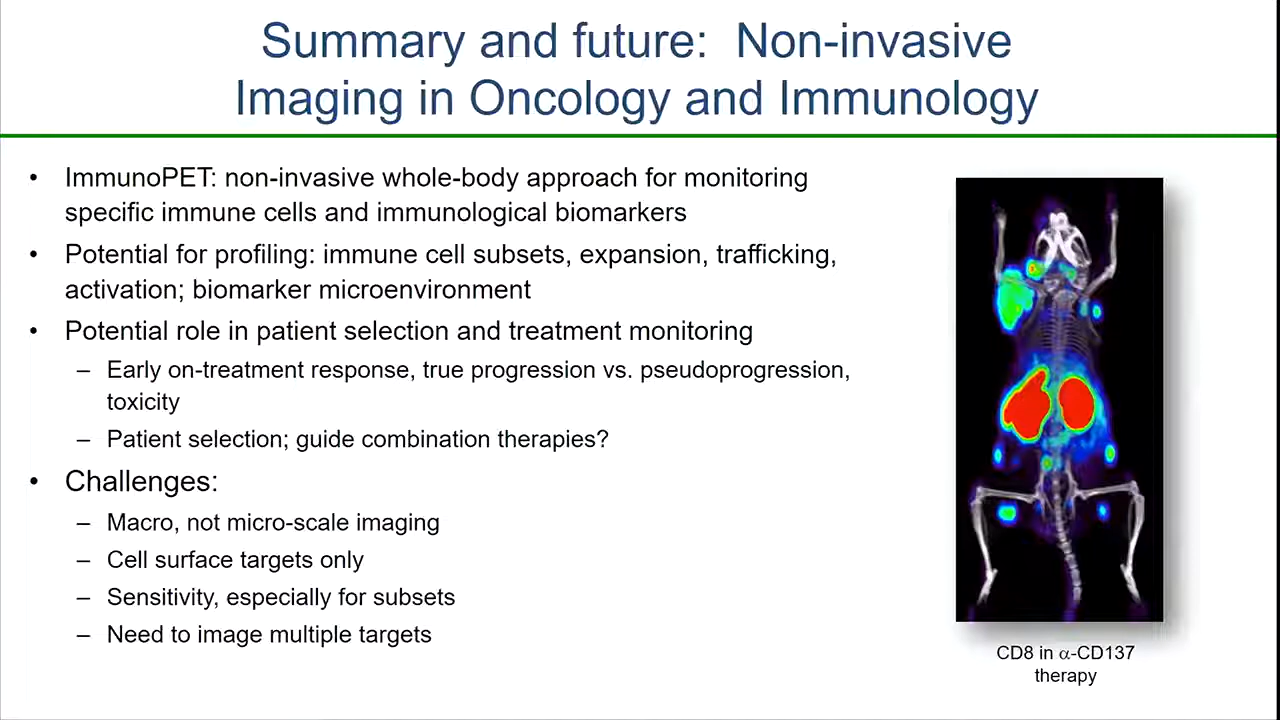 Summary and future: Non-invasive
Imaging in Oncology and Immunology
• ImmunoPET: non-invasive whole-body approach for monitoring
specific immune cells and immunological biomarkers
• Potential for profiling: immune cell subsets, expansion, trafficking,
activation; biomarker microenvironment
• Potential role in patient selection and treatment monitoring
– Early on-treatment response, true progression vs. pseudoprogression,
toxicity
– Patient selection; guide combination therapies?
• Challenges:
– Macro, not micro-scale imaging
– Cell surface targets only
– Sensitivity, especially for subsets
– Need to image multiple targets
CD8 in α-CD137
therapy